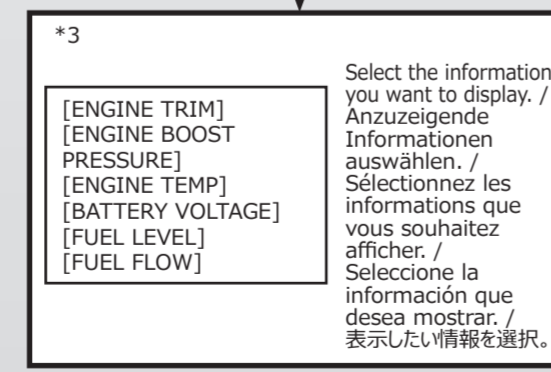 *3
[ENGINE TRIM]
[ENGINE BOOST
PRESSURE]
[ENGINE TEMP]
[BATTERY VOLTAGE]
[FUEL LEVEL]
[FUEL FLOW]
Select the information
you want to display. /
Anzuzeigende
Informationen
auswählen. /
Sélectionnez les
informations que
vous souhaitez
afficher. /
Seleccione la
información que
desea mostrar. /
表示したい情報を選択。